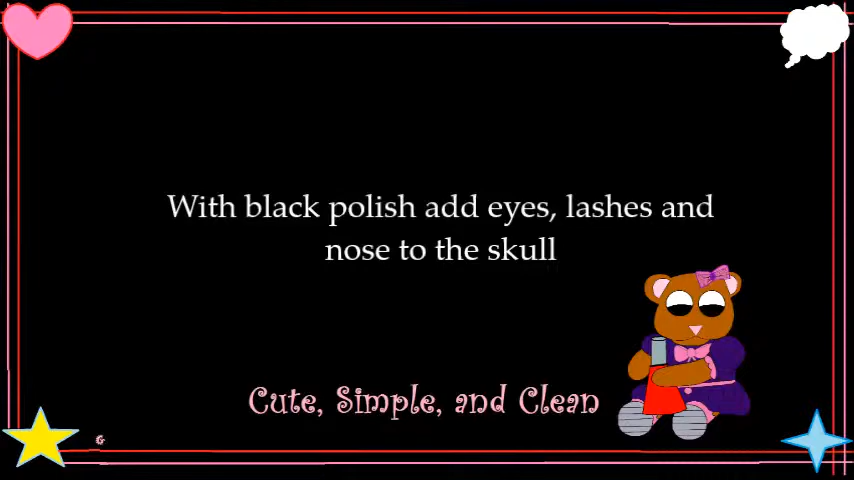 With black polish add eyes, lashes and
nose to the skull
Cute, Simple, and Clean
G